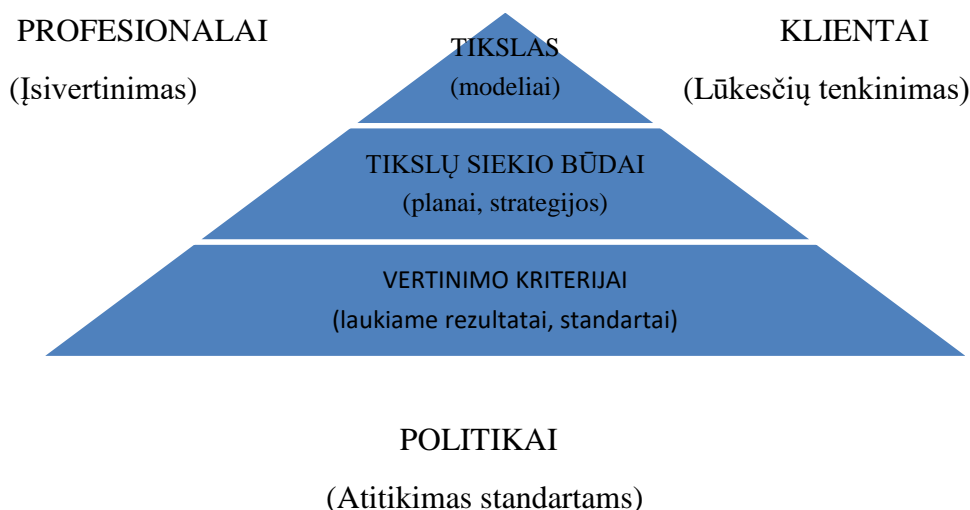 PROFESIONALAI
(Įsivertinimas)
KLIENTAI
(Lūkesčių tenkinimas)
TIKSLAS
(modeliai)
TIKSLŲ SIEKIO BŪDAI
(planai, strategijos)
VERTINIMO KRITERIJAI
(laukiame rezultatai, standartai)
POLITIKAI
(Atitikimas standartams)